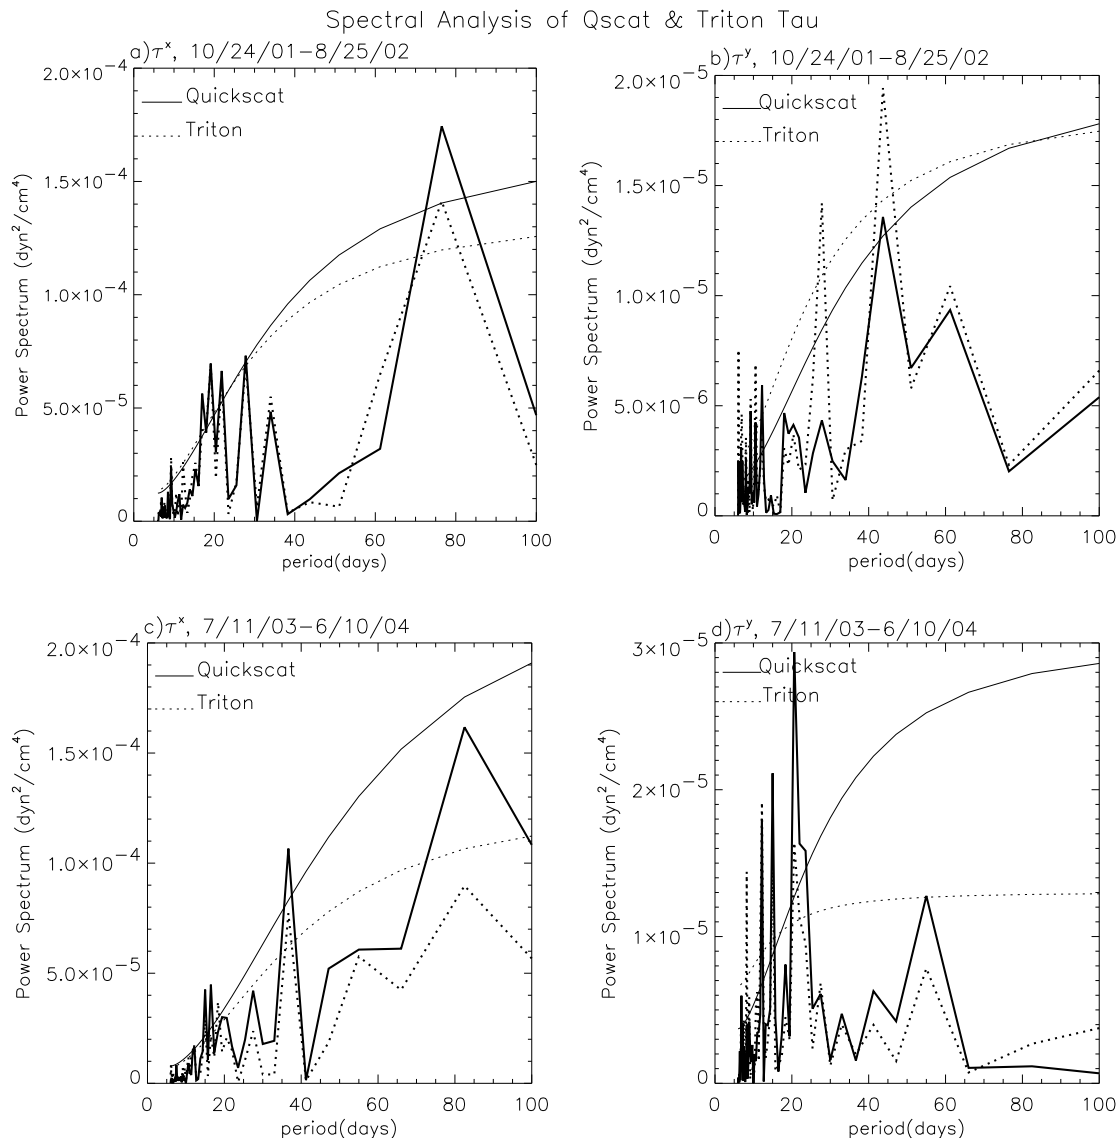 Spectral Analysis of Qscat & Triton Tau
a)τˣ, 10/24/01−8/25/02
2.0×10⁻⁴
1.5×10⁻⁴
1.0×10⁻⁴
5.0×10⁻⁵
0
Power Spectrum (dyn²/cm⁴)
Quickscat
Triton
0 20 40 60 80 100
period(days)
b)τʸ, 10/24/01−8/25/02
2.0×10⁻⁵
1.5×10⁻⁵
1.0×10⁻⁵
5.0×10⁻⁶
0
Power Spectrum (dyn²/cm⁴)
Quickscat
Triton
0 20 40 60 80 100
period(days)
c)τˣ, 7/11/03−6/10/04
2.0×10⁻⁴
1.5×10⁻⁴
1.0×10⁻⁴
5.0×10⁻⁵
0
Power Spectrum (dyn²/cm⁴)
Quickscat
Triton
0 20 40 60 80 100
period(days)
d)τʸ, 7/11/03−6/10/04
3×10⁻⁵
2×10⁻⁵
1×10⁻⁵
0
Power Spectrum (dyn²/cm⁴)
Quickscat
Triton
0 20 40 60 80 100
period(days)